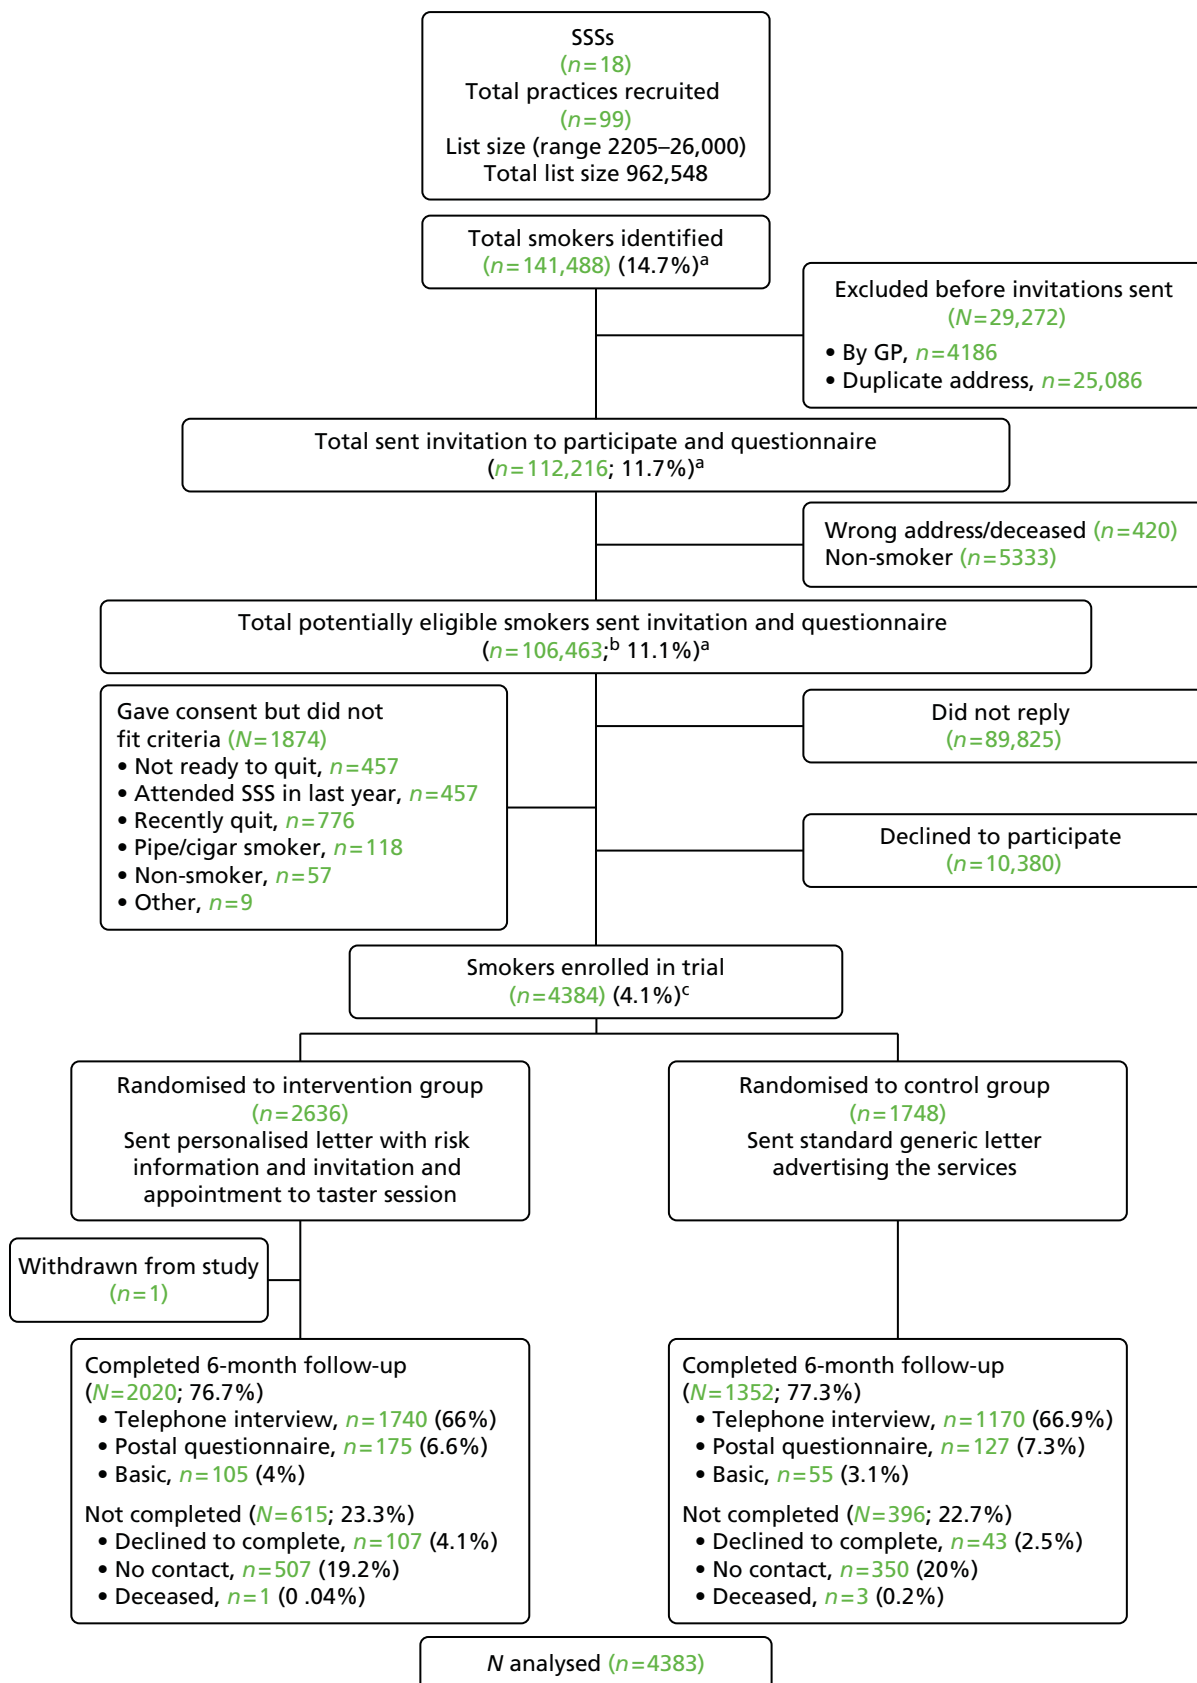 SSSs
(n=18)
Total practices recruited
(n=99)
List size (range 2205–26,000)
Total list size 962,548
Total smokers identified
(n=141,488) (14.7%)a
Excluded before invitations sent
(N=29,272)
• By GP, n=4186
• Duplicate address, n=25,086
Total sent invitation to participate and questionnaire
(n=112,216; 11.7%)a
Wrong address/deceased (n=420)
Non-smoker (n=5333)
Total potentially eligible smokers sent invitation and questionnaire
(n=106,463;b 11.1%)a
Gave consent but did not
fit criteria (N=1874)
• Not ready to quit, n=457
• Attended SSS in last year, n=457
• Recently quit, n=776
• Pipe/cigar smoker, n=118
• Non-smoker, n=57
• Other, n=9
Did not reply
(n=89,825)
Declined to participate
(n=10,380)
Smokers enrolled in trial
(n=4384) (4.1%)c
Randomised to intervention group
(n=2636)
Sent personalised letter with risk
information and invitation and
appointment to taster session
Randomised to control group
(n=1748)
Sent standard generic letter
advertising the services
Withdrawn from study
(n=1)
Completed 6-month follow-up
(N=2020; 76.7%)
• Telephone interview, n=1740 (66%)
• Postal questionnaire, n=175 (6.6%)
• Basic, n=105 (4%)
Not completed (N=615; 23.3%)
• Declined to complete, n=107 (4.1%)
• No contact, n=507 (19.2%)
• Deceased, n=1 (0 .04%)
Completed 6-month follow-up
(N=1352; 77.3%)
• Telephone interview, n=1170 (66.9%)
• Postal questionnaire, n=127 (7.3%)
• Basic, n=55 (3.1%)
Not completed (N=396; 22.7%)
• Declined to complete, n=43 (2.5%)
• No contact, n=350 (20%)
• Deceased, n=3 (0.2%)
N analysed (n=4383)